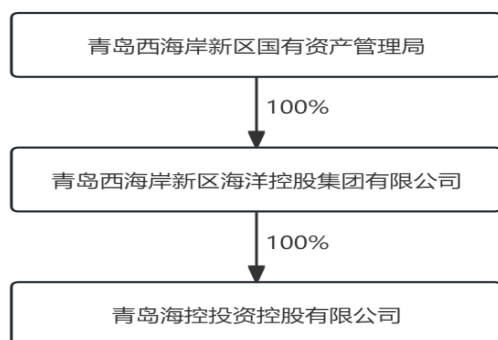 青岛西海岸新区国有资产管理局
100%
青岛西海岸新区海洋控股集团有限公司
100%
青岛海控投资控股有限公司